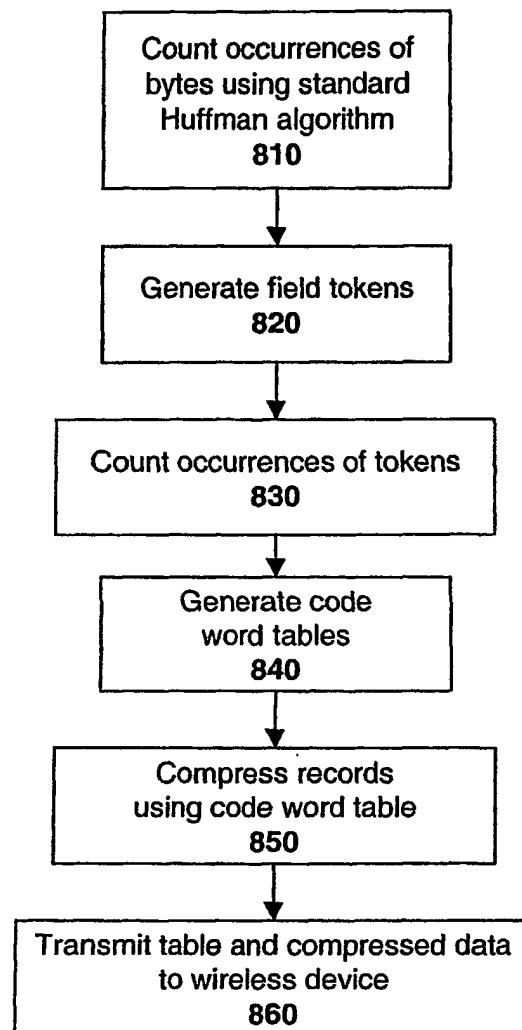 Count occurrences of
bytes using standard
Huffman algorithm
810
Generate field tokens
820
Count occurrences of tokens
830
Generate code
word tables
840
Compress records
using code word table
850
Transmit table and compressed data
to wireless device
860